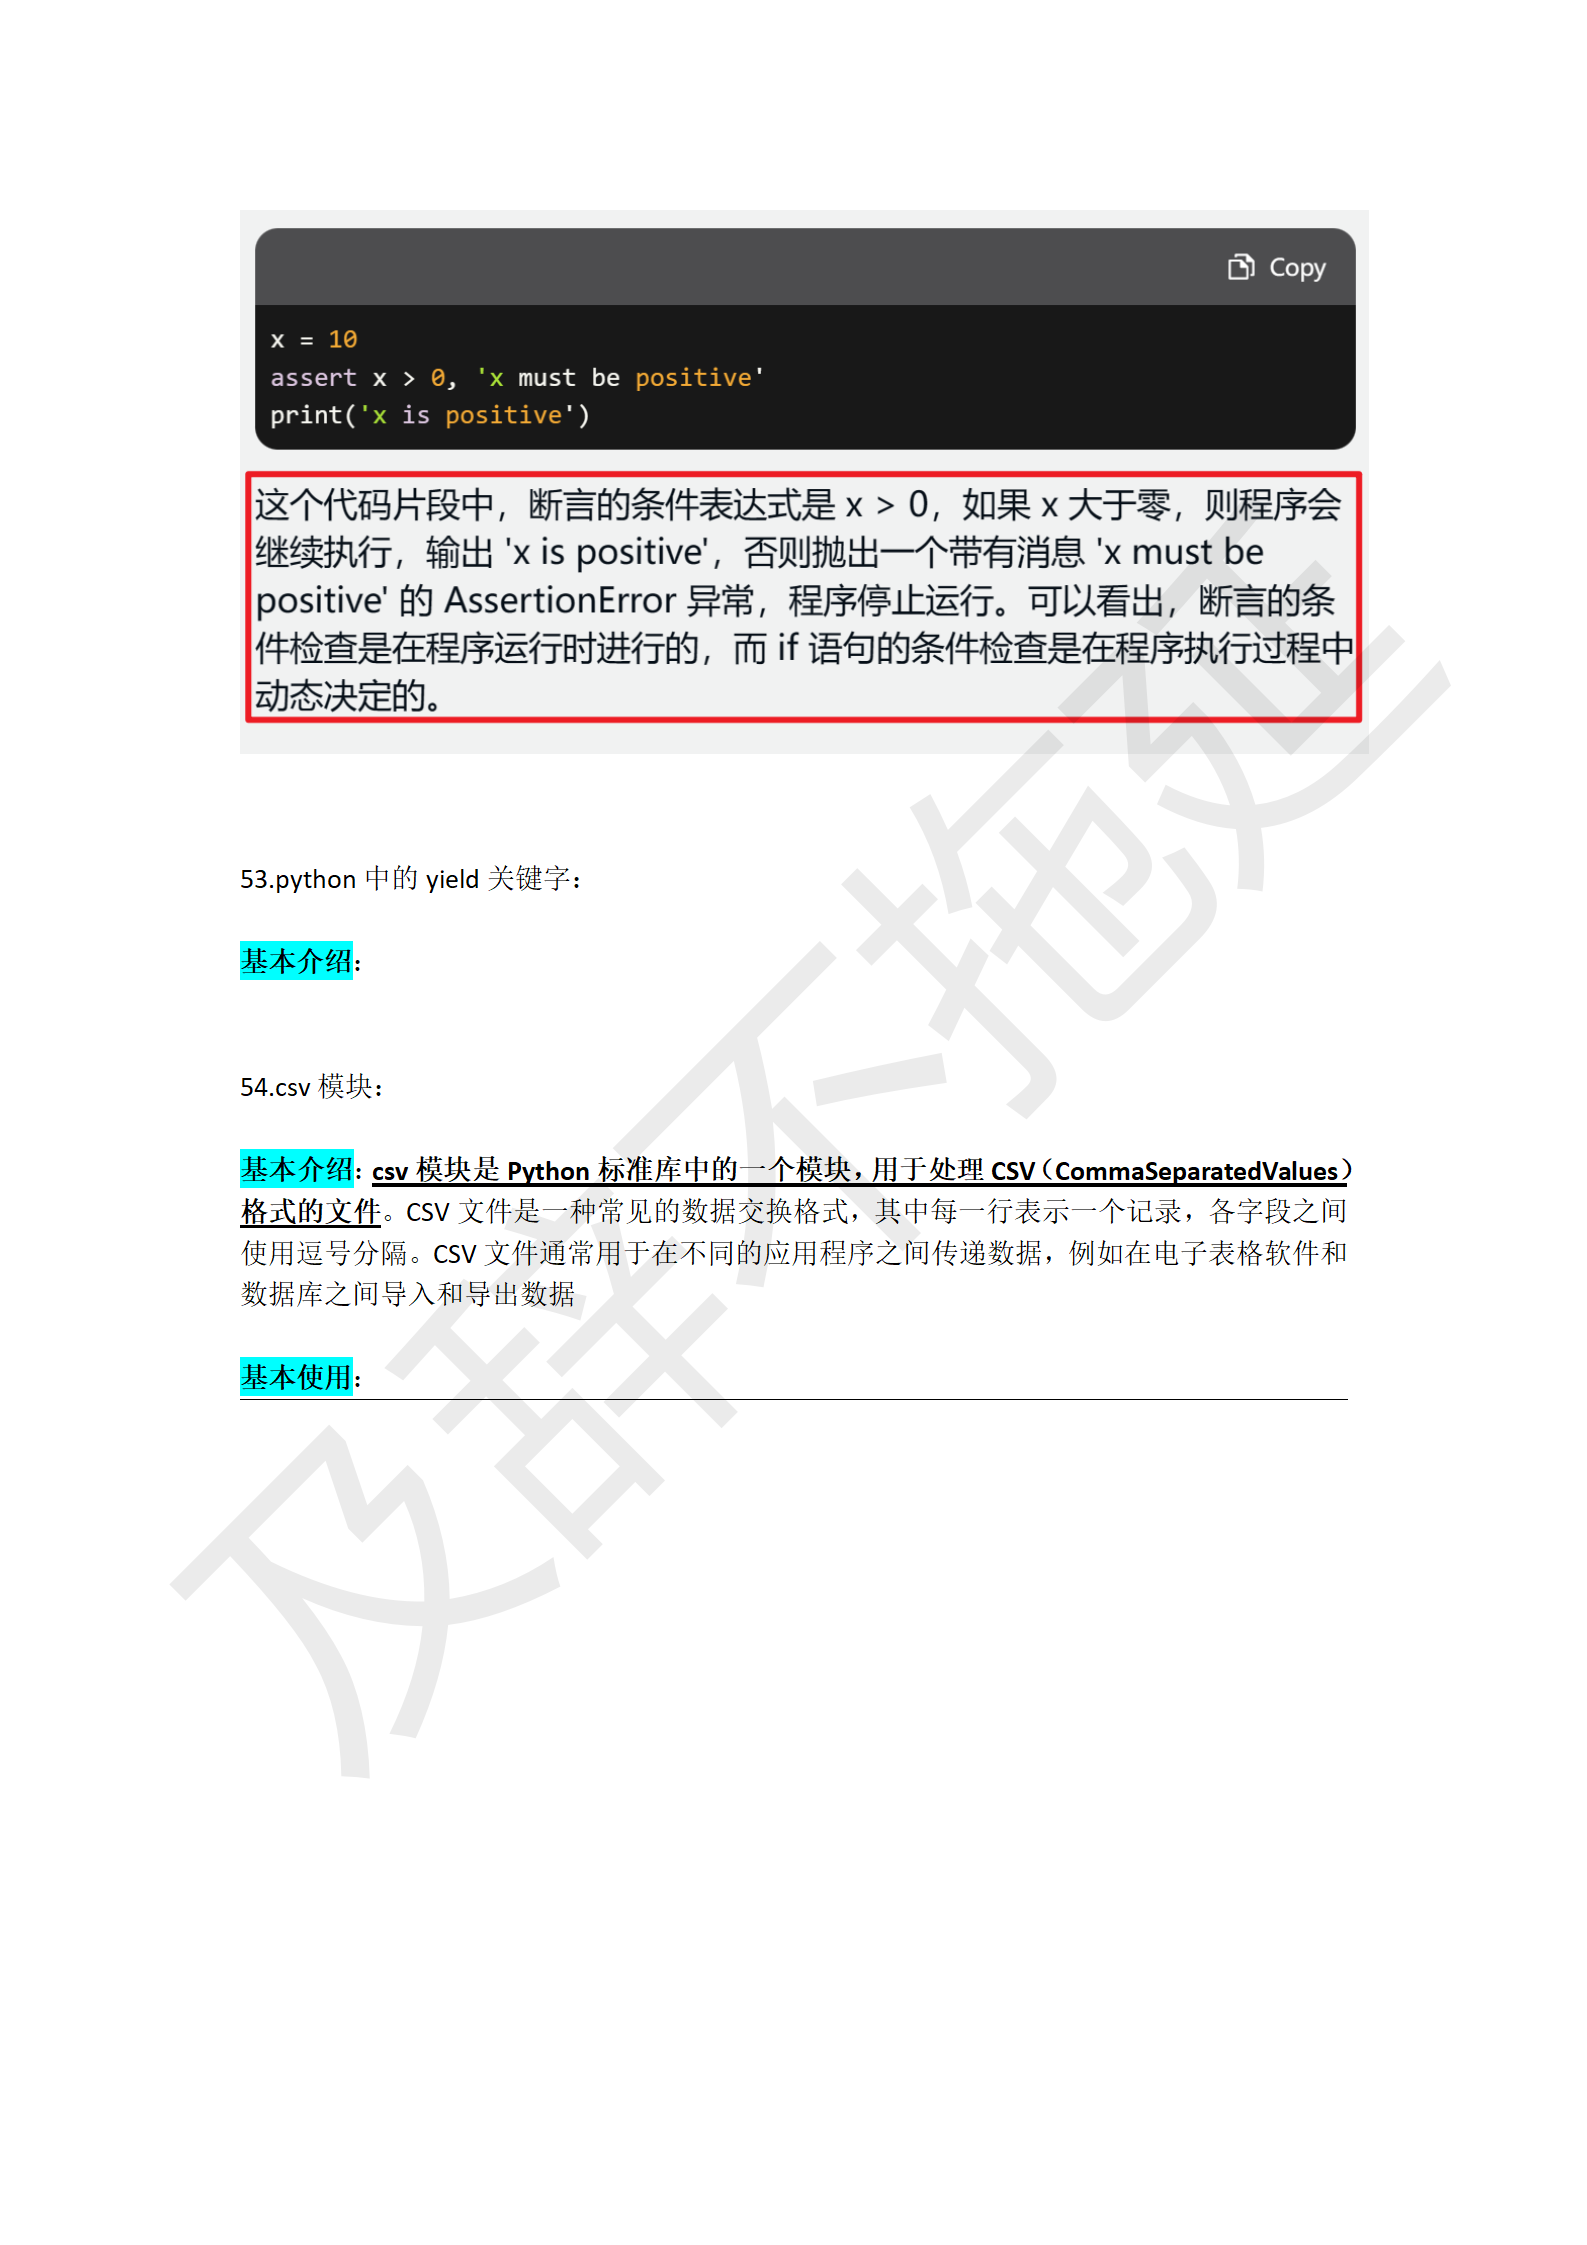 Copy
x = 10
assert x > 0, 'x must be positive'
print('x is positive')
这个代码片段中，断言的条件表达式是 x > 0，如果 x 大于零，则程序会
继续执行，输出 'x is positive'，否则抛出一个带有消息 'x must be
positive' 的 AssertionError 异常，程序停止运行。可以看出，断言的条
件检查是在程序运行时进行的，而 if 语句的条件检查是在程序执行过程中
动态决定的。
53.python 中的 yield 关键字：
基本介绍：
54.csv 模块：
基本介绍：csv 模块是 Python 标准库中的一个模块，用于处理 CSV（CommaSeparatedValues）
格式的文件。CSV 文件是一种常见的数据交换格式，其中每一行表示一个记录，各字段之间
使用逗号分隔。CSV 文件通常用于在不同的应用程序之间传递数据，例如在电子表格软件和
数据库之间导入和导出数据
基本使用：
及辞不拖延